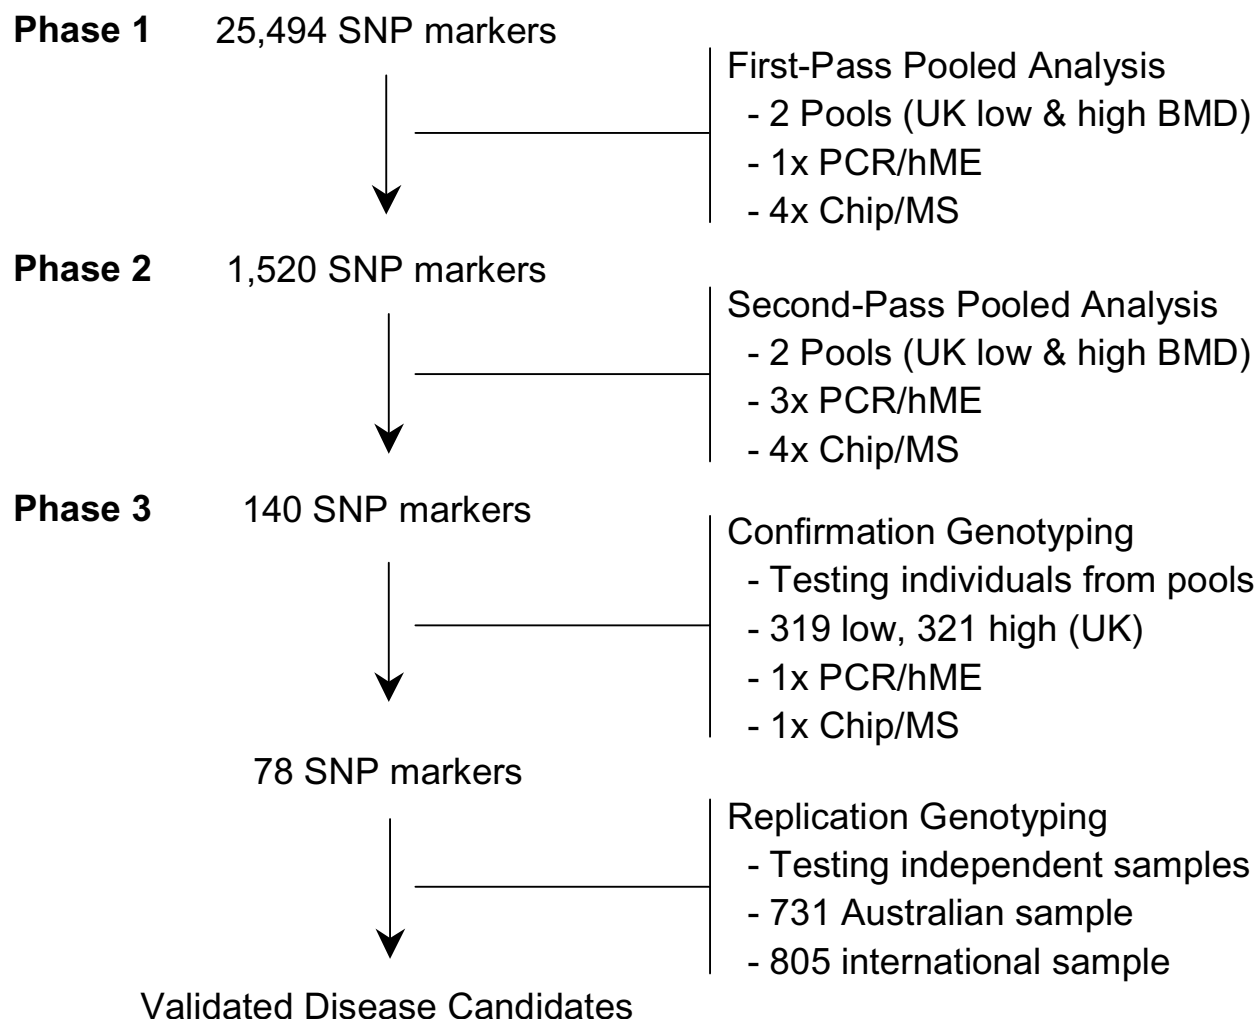 Phase 1 25,494 SNP markers
First-Pass Pooled Analysis
- 2 Pools (UK low & high BMD)
- 1x PCR/hME
- 4x Chip/MS
Phase 2 1,520 SNP markers
Second-Pass Pooled Analysis
- 2 Pools (UK low & high BMD)
- 3x PCR/hME
- 4x Chip/MS
Phase 3 140 SNP markers
Confirmation Genotyping
- Testing individuals from pools
- 319 low, 321 high (UK)
- 1x PCR/hME
- 1x Chip/MS
78 SNP markers
Replication Genotyping
- Testing independent samples
- 731 Australian sample
- 805 international sample
Validated Disease Candidates